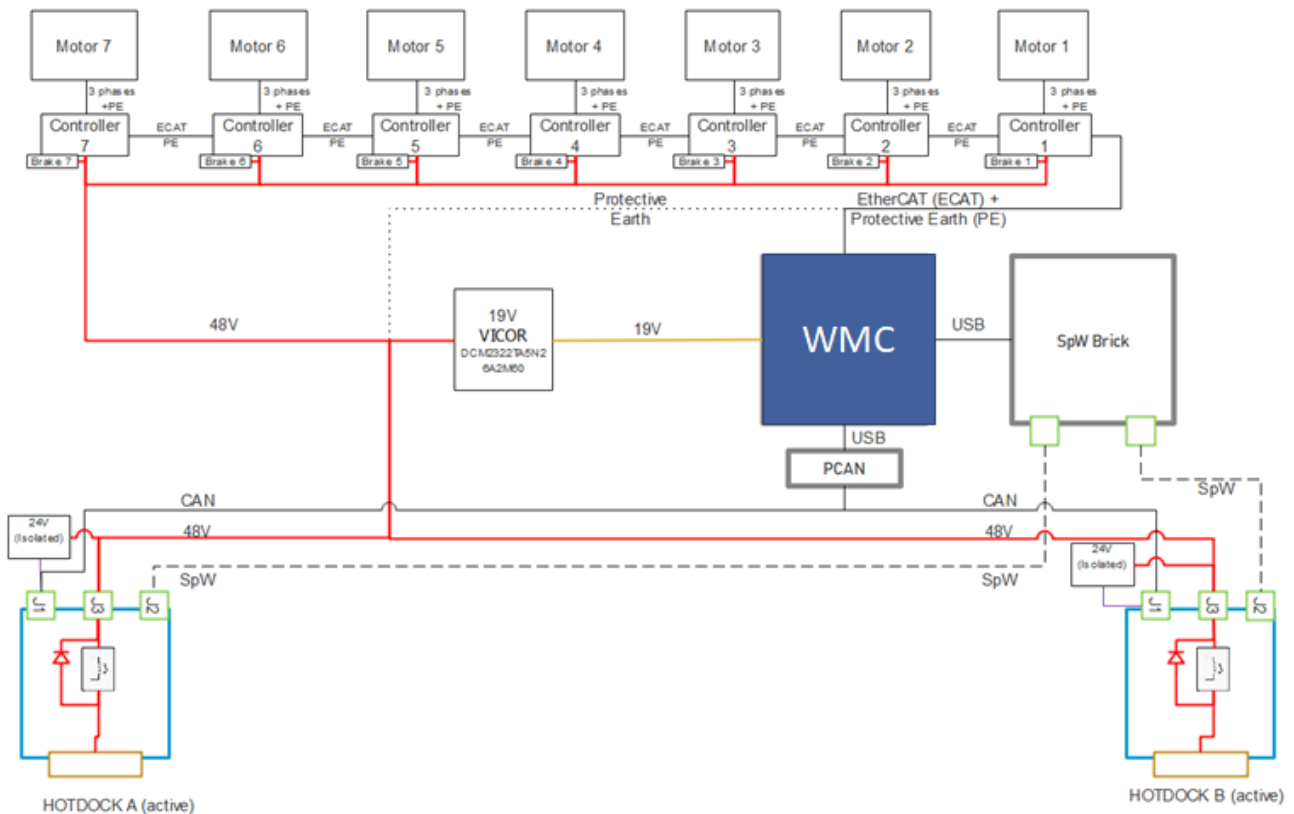 Motor 7
Motor 6
Motor 5
Motor 4
Motor 3
Motor 2
Motor 1
3 phases
+PE
3 phases
+ PE
3 phases
+ PE
3 phases
+ PE
3 phases
+ PE
3 phases
+ PE
3 phases
+ PE
Controller
7
ECAT
PE
Controller
6
ECAT
PE
Controller
5
ECAT
PE
Controller
4
ECAT
PE
Controller
3
ECAT
PE
Controller
2
ECAT
PE
Controller
1
Brake 7
Brake 6
Brake 5
Brake 4
Brake 3
Brake 2
Brake 1
Protective
Earth
EtherCAT (ECAT) +
Protective Earth (PE)
48V
19V
VICOR
DCM2322TA5N2
6A2M60
19V
WMC
USB
SpW Brick
USB
PCAN
CAN
CAN
SpW
24V
(Isolated)
48V
48V
24V
(Isolated)
SpW
SpW
J1
J3
J2
J1
J3
J2
HOTDOCK A (active)
HOTDOCK B (active)